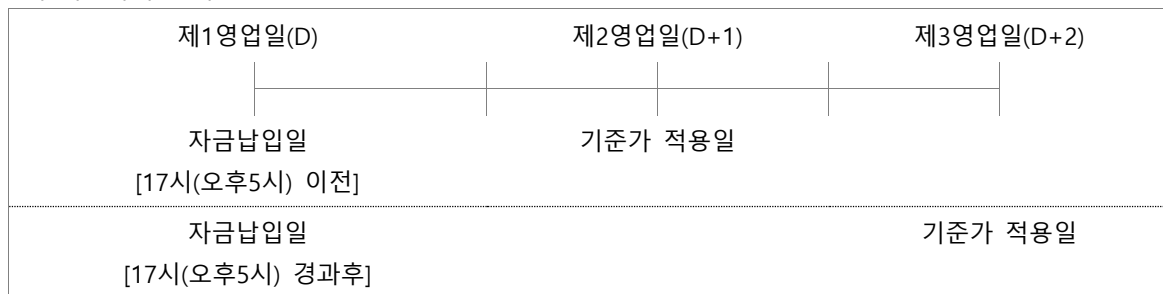 제1영업일(D) 제2영업일(D+1) 제3영업일(D+2)
자금납입일 기준가 적용일
[17시(오후5시) 이전]
자금납입일 기준가 적용일
[17시(오후5시) 경과후]